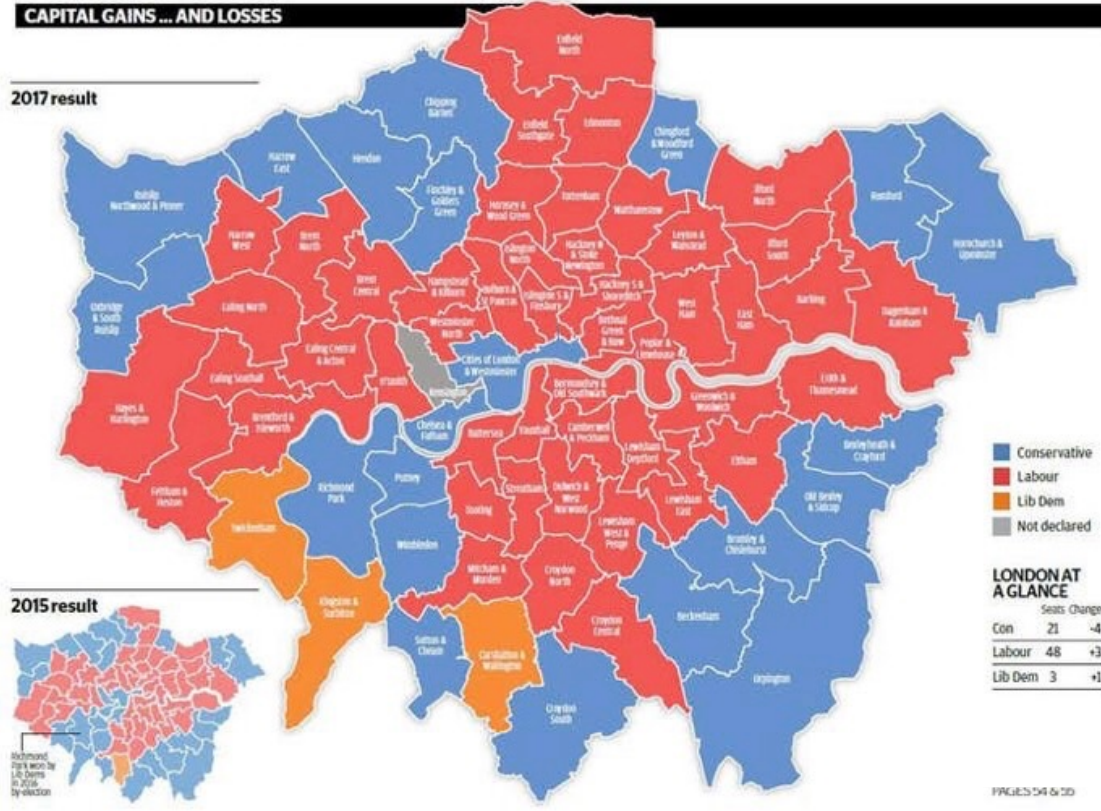 CAPITAL GAINS ... AND LOSSES
2017 result
Enfield
North
Chipping
Barnet
Enfield
Southgate
Edmonton
Chingford
& Woodford
Green
Harrow
East
Hendon
Ruislip
Northwood & Pinner
Finchley &
Golders
Green
Hornsey &
Wood Green
Tottenham
Walthamstow
Ilford
North
Romford
Harrow
West
Brent
North
Islington
North
Hackney N
& Stoke
Newington
Leyton &
Wanstead
Ilford
South
Hornchurch &
Upminster
Uxbridge
& South
Ruislip
Ealing North
Brent
Central
Hampstead
& Kilburn
Holborn &
St Pancras
Islington S &
Finsbury
Hackney S &
Shoreditch
West
Ham
East
Ham
Barking
Dagenham &
Rainham
Westminster
North
Bethnal
Green
& Bow
Poplar &
Limehouse
Ealing Central
& Acton
Cities of London
& Westminster
Ealing Southall
H'smith
Kensington
Bermondsey &
Old Southwark
Greenwich &
Woolwich
Erith &
Thamesmead
Hayes &
Harlington
Brentford &
Isleworth
Chelsea &
Fulham
Battersea
Vauxhall
Camberwell
& Peckham
Lewisham
Deptford
Eltham
Bexleyheath &
Crayford
Feltham &
Heston
Richmond
Park
Putney
Streatham
Dulwich &
West
Norwood
Lewisham
East
Old Bexley
& Sidcup
Twickenham
Wimbledon
Tooting
Lewisham
West &
Penge
Bromley &
Chislehurst
Mitcham &
Morden
Croydon
North
Kingston &
Surbiton
Sutton &
Cheam
Carshalton &
Wallington
Croydon
Central
Beckenham
Croydon
South
Orpington
Conservative
Labour
Lib Dem
Not declared
LONDON AT
A GLANCE
Seats Change
Con 21 -4
Labour 48 +3
Lib Dem 3 +1
2015 result
Richmond
Park won by
Lib Dems
in 2016
by-election
PAGES 54 & 55